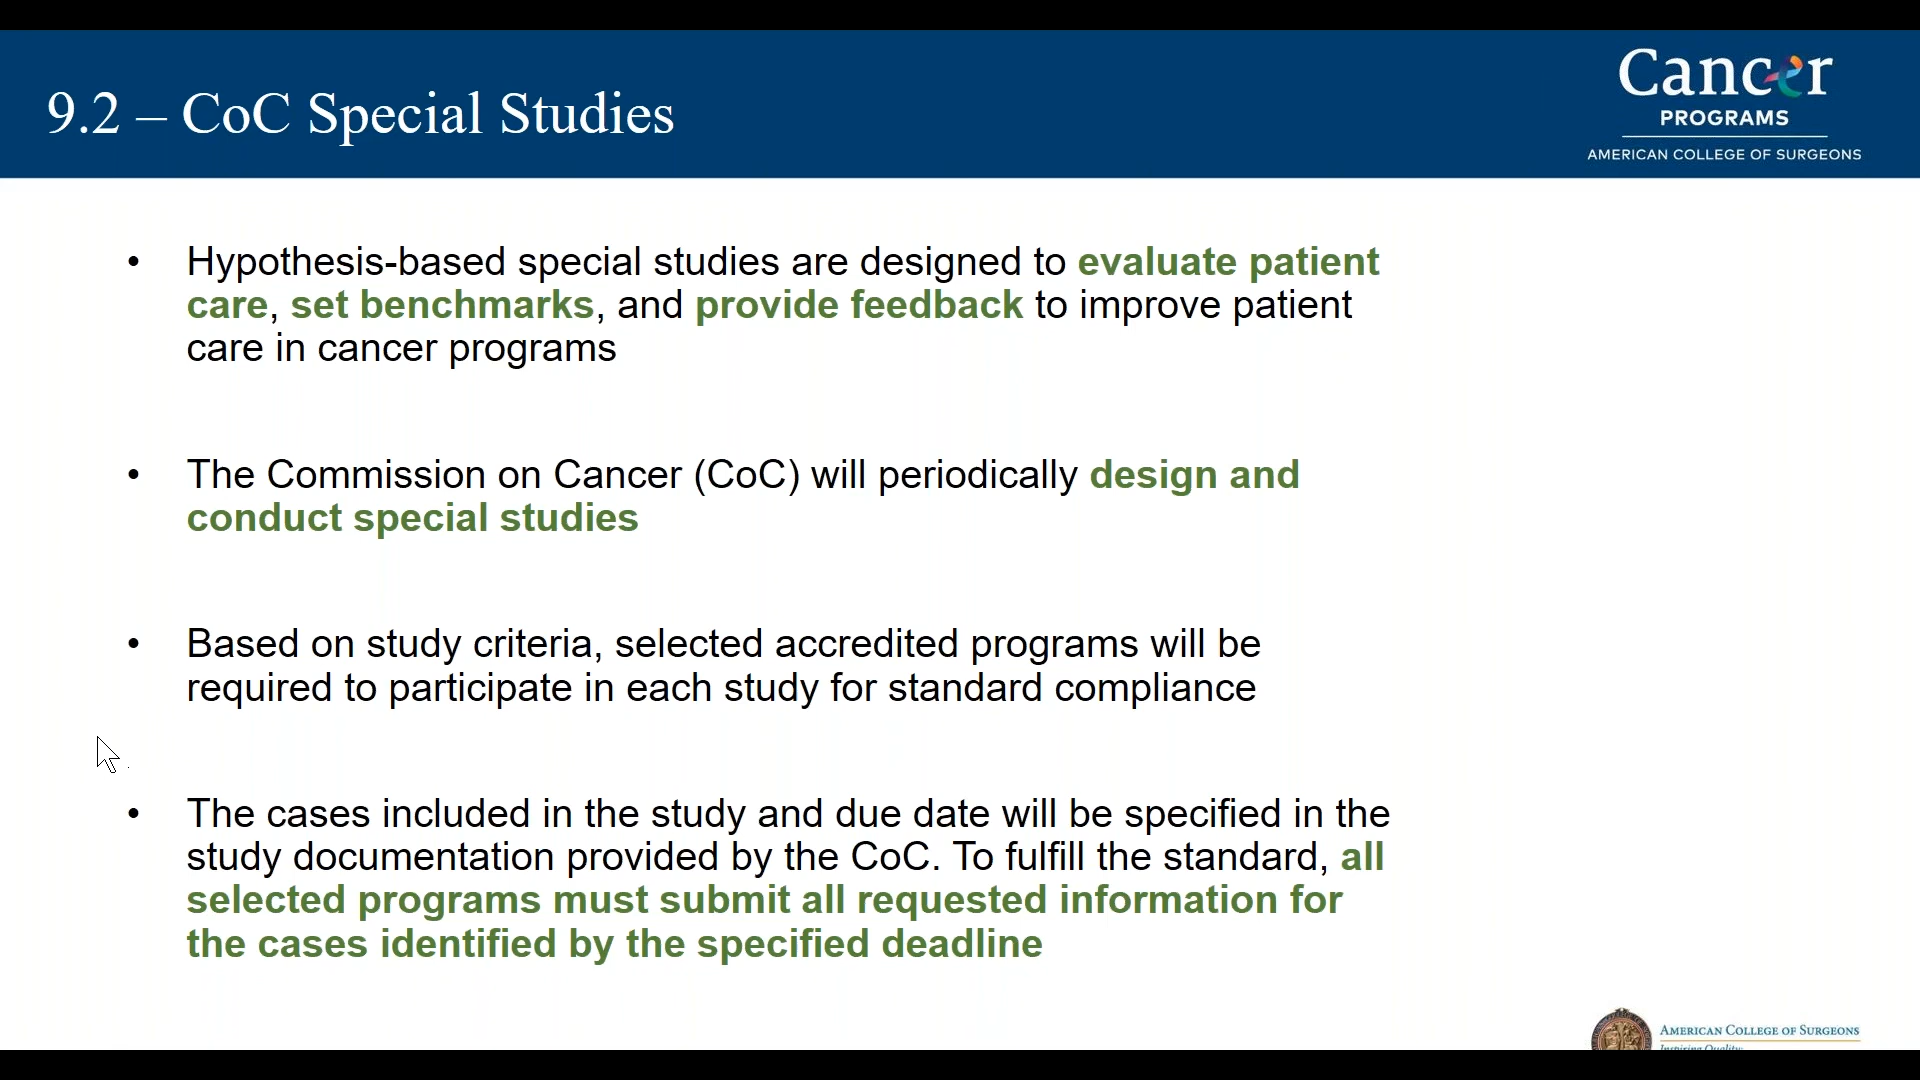 9.2 – CoC Special Studies
Cancer
PROGRAMS
AMERICAN COLLEGE OF SURGEONS
• Hypothesis-based special studies are designed to evaluate patient
care, set benchmarks, and provide feedback to improve patient
care in cancer programs
• The Commission on Cancer (CoC) will periodically design and
conduct special studies
• Based on study criteria, selected accredited programs will be
required to participate in each study for standard compliance
• The cases included in the study and due date will be specified in the
study documentation provided by the CoC. To fulfill the standard, all
selected programs must submit all requested information for
the cases identified by the specified deadline
AMERICAN COLLEGE OF SURGEONS
Inspiring Quality: